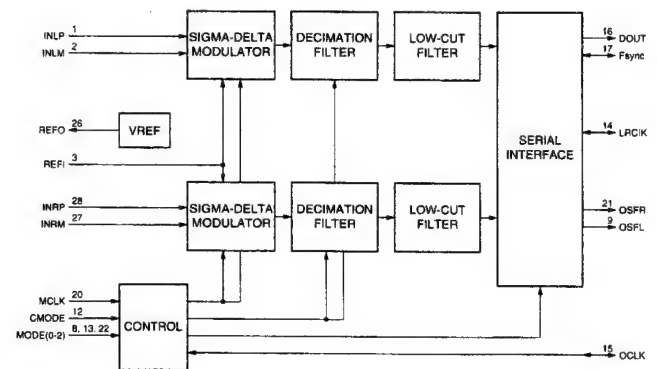 INLP 1
INLM 2
SIGMA-DELTA
MODULATOR
DECIMATION
FILTER
LOW-CUT
FILTER
16 DOUT
17 Fsync
REFO 26
VREF
REFI 3
SERIAL
INTERFACE
14 LRClK
INRP 28
INRM 27
SIGMA-DELTA
MODULATOR
DECIMATION
FILTER
LOW-CUT
FILTER
21 OSFR
9 OSFL
MCLK 20
CMODE 12
MODE(0-2) 8, 13, 22
CONTROL
15 OCLK